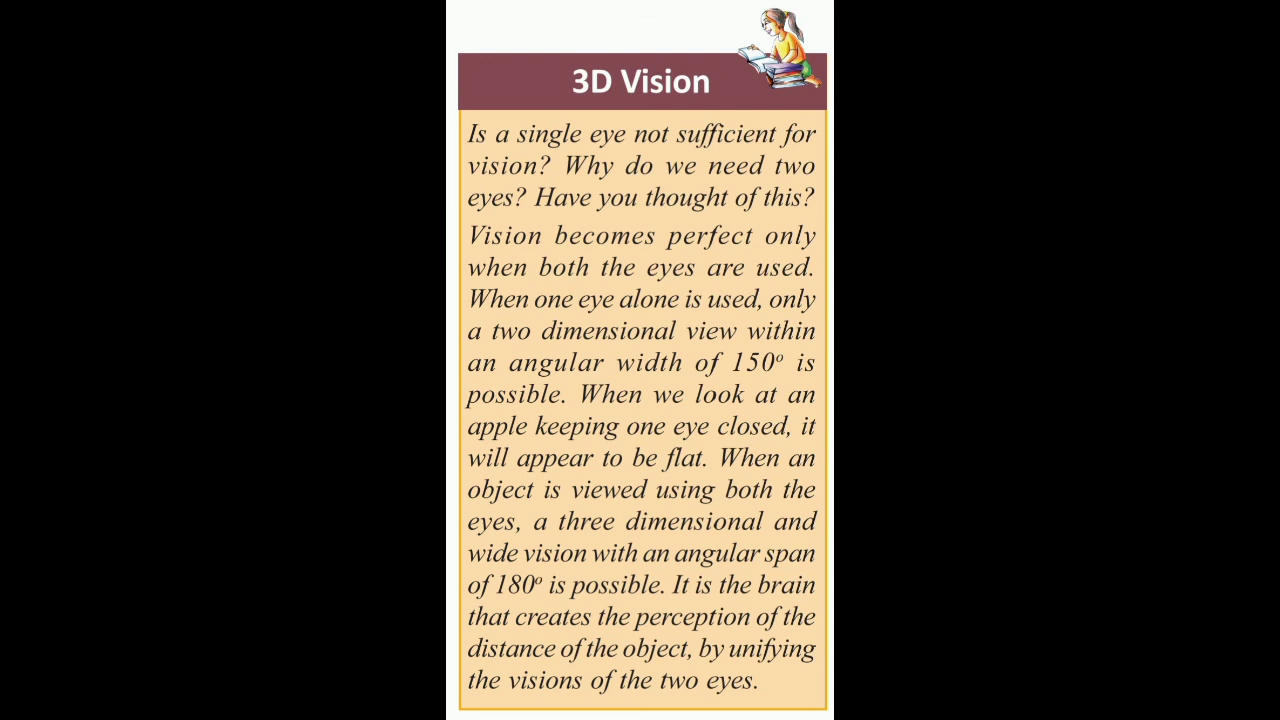 3D Vision
Is a single eye not sufficient for
vision? Why do we need two
eyes? Have you thought of this?
Vision becomes perfect only
when both the eyes are used.
When one eye alone is used, only
a two dimensional view within
an angular width of 150º is
possible. When we look at an
apple keeping one eye closed, it
will appear to be flat. When an
object is viewed using both the
eyes, a three dimensional and
wide vision with an angular span
of 180º is possible. It is the brain
that creates the perception of the
distance of the object, by unifying
the visions of the two eyes.